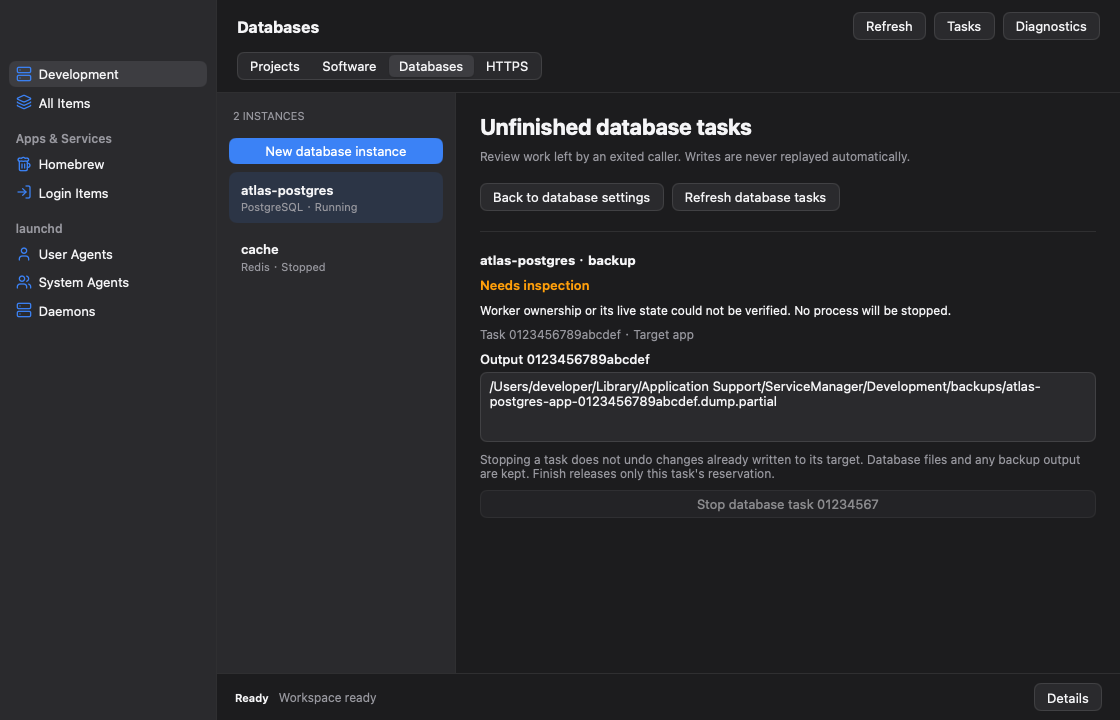 Databases
Refresh
Tasks
Diagnostics
Projects
Software
Databases
HTTPS
Development
All Items
Apps & Services
Homebrew
Login Items
launchd
User Agents
System Agents
Daemons
2 INSTANCES
New database instance
atlas-postgres
PostgreSQL · Running
cache
Redis · Stopped
Unfinished database tasks
Review work left by an exited caller. Writes are never replayed automatically.
Back to database settings
Refresh database tasks
atlas-postgres · backup
Needs inspection
Worker ownership or its live state could not be verified. No process will be stopped.
Task 0123456789abcdef · Target app
Output 0123456789abcdef
/Users/developer/Library/Application Support/ServiceManager/Development/backups/atlas-
postgres-app-0123456789abcdef.dump.partial
Stopping a task does not undo changes already written to its target. Database files and any backup output
are kept. Finish releases only this task's reservation.
Stop database task 01234567
Ready
Workspace ready
Details